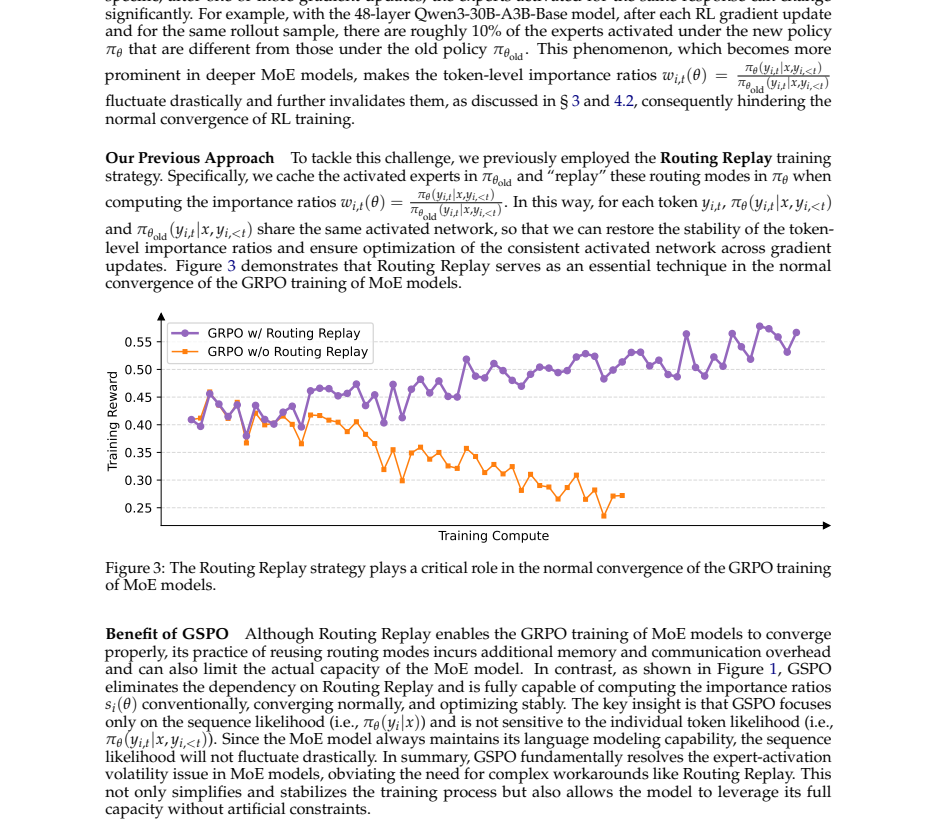 significantly. For example, with the 48-layer Qwen3-30B-A3B-Base model, after each RL gradient update
and for the same rollout sample, there are roughly 10% of the experts activated under the new policy
πθ that are different from those under the old policy πθold. This phenomenon, which becomes more
prominent in deeper MoE models, makes the token-level importance ratios wi,t(θ) = πθ(yi,t|x,yi,<t) / πθold(yi,t|x,yi,<t)
fluctuate drastically and further invalidates them, as discussed in § 3 and 4.2, consequently hindering the
normal convergence of RL training.
Our Previous Approach To tackle this challenge, we previously employed the Routing Replay training
strategy. Specifically, we cache the activated experts in πθold and “replay” these routing modes in πθ when
computing the importance ratios wi,t(θ) = πθ(yi,t|x,yi,<t) / πθold(yi,t|x,yi,<t). In this way, for each token yi,t, πθ(yi,t|x, yi,<t)
and πθold(yi,t|x, yi,<t) share the same activated network, so that we can restore the stability of the token-
level importance ratios and ensure optimization of the consistent activated network across gradient
updates. Figure 3 demonstrates that Routing Replay serves as an essential technique in the normal
convergence of the GRPO training of MoE models.
GRPO w/ Routing Replay
GRPO w/o Routing Replay
0.55
0.50
0.45
0.40
0.35
0.30
0.25
Training Reward
Training Compute
Figure 3: The Routing Replay strategy plays a critical role in the normal convergence of the GRPO training
of MoE models.
Benefit of GSPO Although Routing Replay enables the GRPO training of MoE models to converge
properly, its practice of reusing routing modes incurs additional memory and communication overhead
and can also limit the actual capacity of the MoE model. In contrast, as shown in Figure 1, GSPO
eliminates the dependency on Routing Replay and is fully capable of computing the importance ratios
si(θ) conventionally, converging normally, and optimizing stably. The key insight is that GSPO focuses
only on the sequence likelihood (i.e., πθ(yi|x)) and is not sensitive to the individual token likelihood (i.e.,
πθ(yi,t|x, yi,<t)). Since the MoE model always maintains its language modeling capability, the sequence
likelihood will not fluctuate drastically. In summary, GSPO fundamentally resolves the expert-activation
volatility issue in MoE models, obviating the need for complex workarounds like Routing Replay. This
not only simplifies and stabilizes the training process but also allows the model to leverage its full
capacity without artificial constraints.